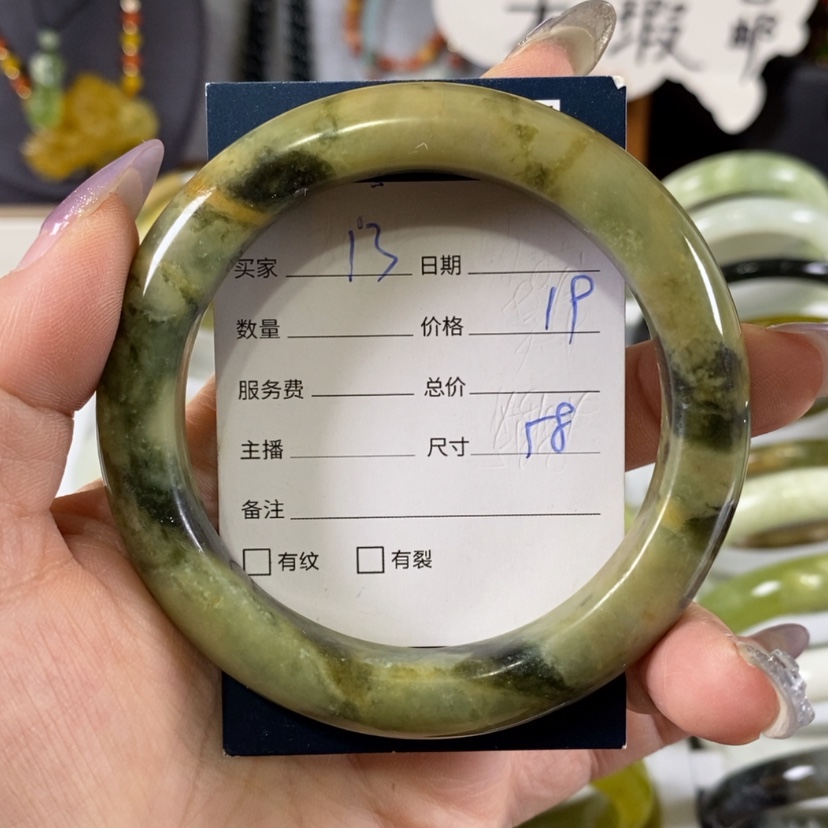 瑕
买家 13 日期
数量 价格 19
服务费 总价
主播 尺寸 58
备注
□有纹 □有裂